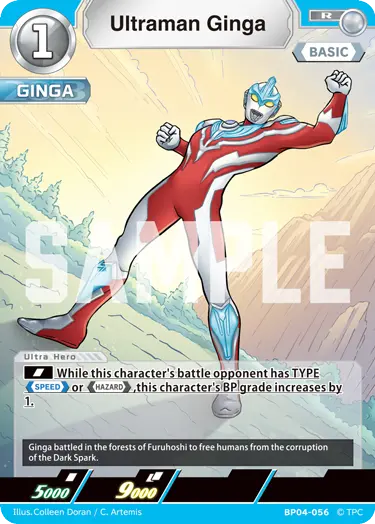 Ultraman Ginga
R
1
BASIC
GINGA
SAMPLE
Ultra Hero
While this character's battle opponent has TYPE
SPEED or HAZARD ,this character's BP grade increases by
1.
Ginga battled in the forests of Furuhoshi to free humans from the corruption
of the Dark Spark.
5000 9000
Illus.Colleen Doran / C. Artemis BP04-056 © TPC